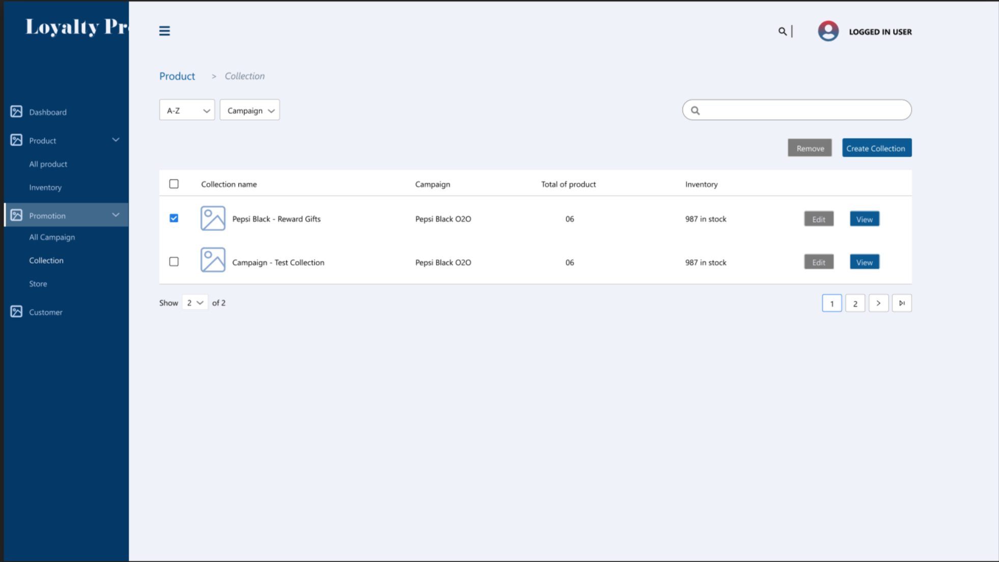 Loyalty Pr
LOGGED IN USER
Product > Collection
A-Z
Campaign
Dashboard
Product
All product
Inventory
Promotion
All Campaign
Collection
Store
Customer
Remove
Create Collection
Collection name Campaign Total of product Inventory
Pepsi Black - Reward Gifts Pepsi Black O2O 06 987 in stock Edit View
Campaign - Test Collection Pepsi Black O2O 06 987 in stock Edit View
Show 2 of 2
1 2 >